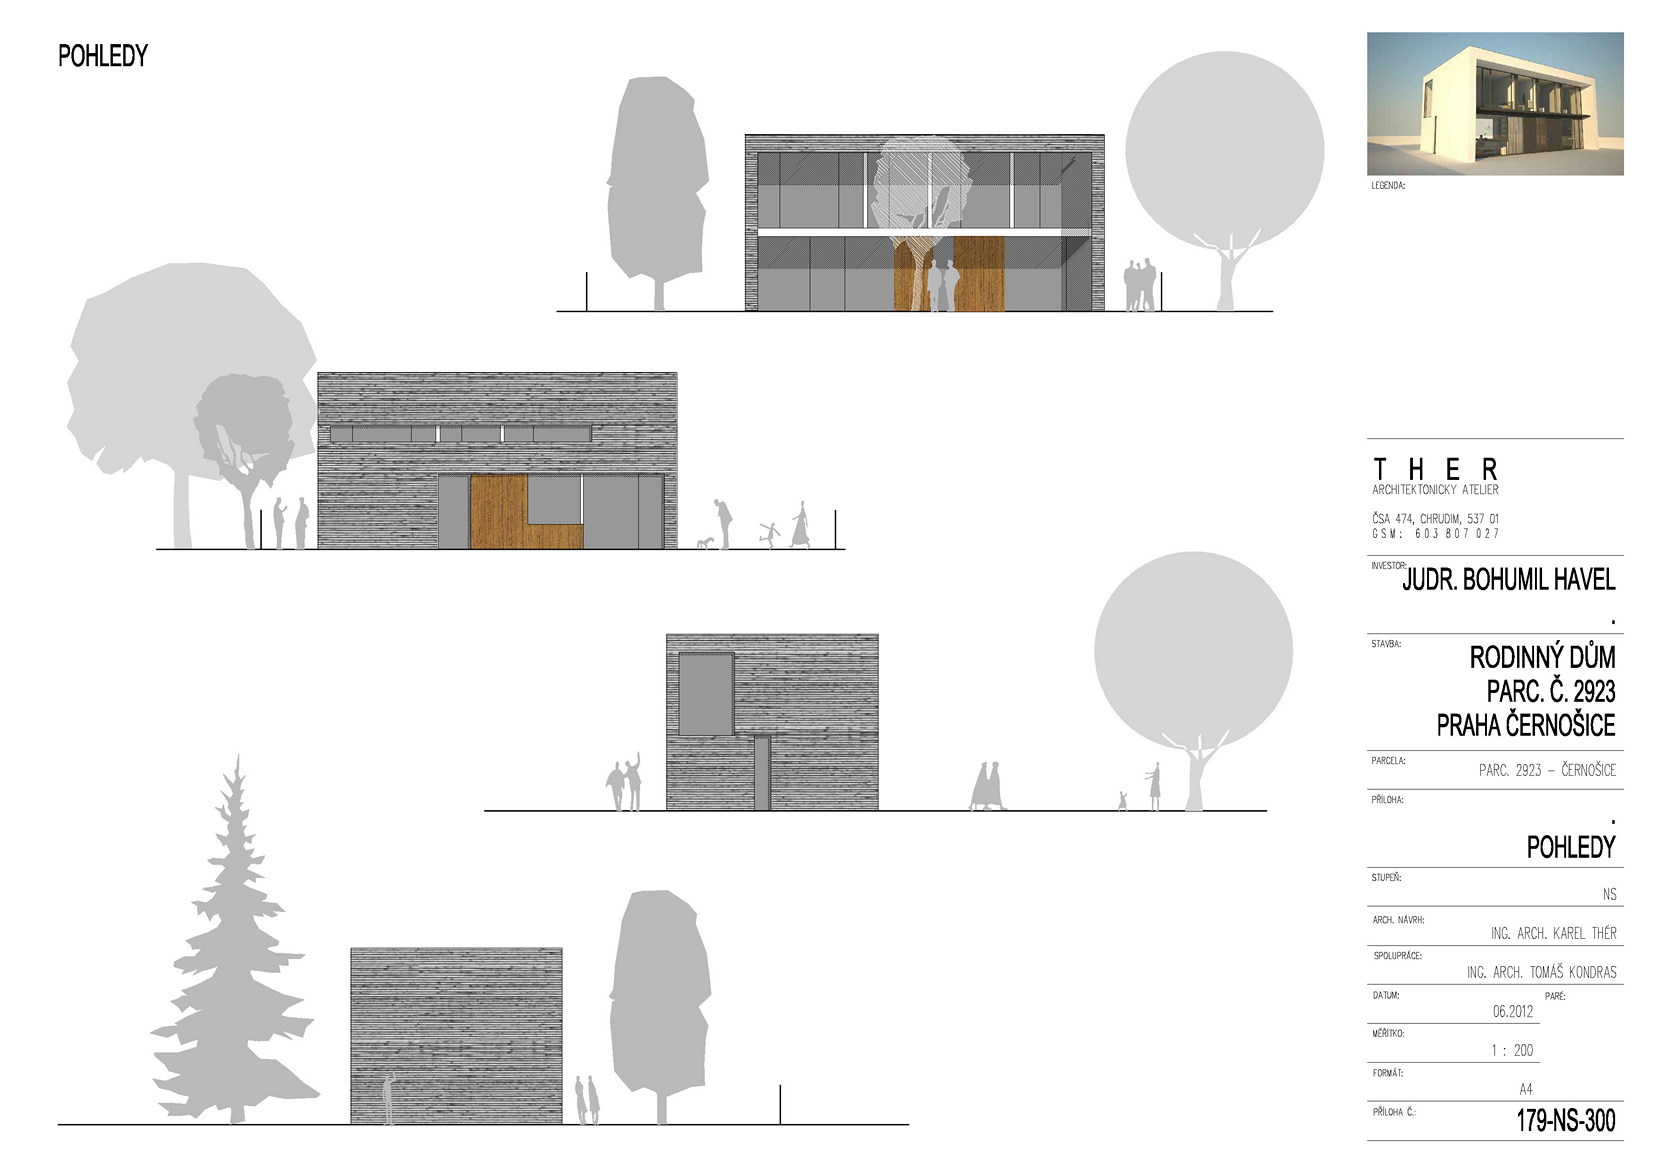 POHLEDY
LEGENDA:
T H E R
ARCHITEKTONICKÝ ATELIER
ČSA 474, CHRUDIM, 537 01
GSM: 603 807 027
INVESTOR:
JUDR. BOHUMIL HAVEL
.
STAVBA:
RODINNÝ DŮM
PARC. Č. 2923
PRAHA ČERNOŠICE
PARCELA:
PARC. 2923 – ČERNOŠICE
PŘÍLOHA:
.
POHLEDY
STUPEŇ:
NS
ARCH. NÁVRH:
ING. ARCH. KAREL THÉR
SPOLUPRÁCE:
ING. ARCH. TOMÁŠ KONDRAS
DATUM:
06.2012
PARÉ:
MĚŘÍTKO:
1 : 200
FORMÁT:
A4
PŘÍLOHA Č.:
179-NS-300